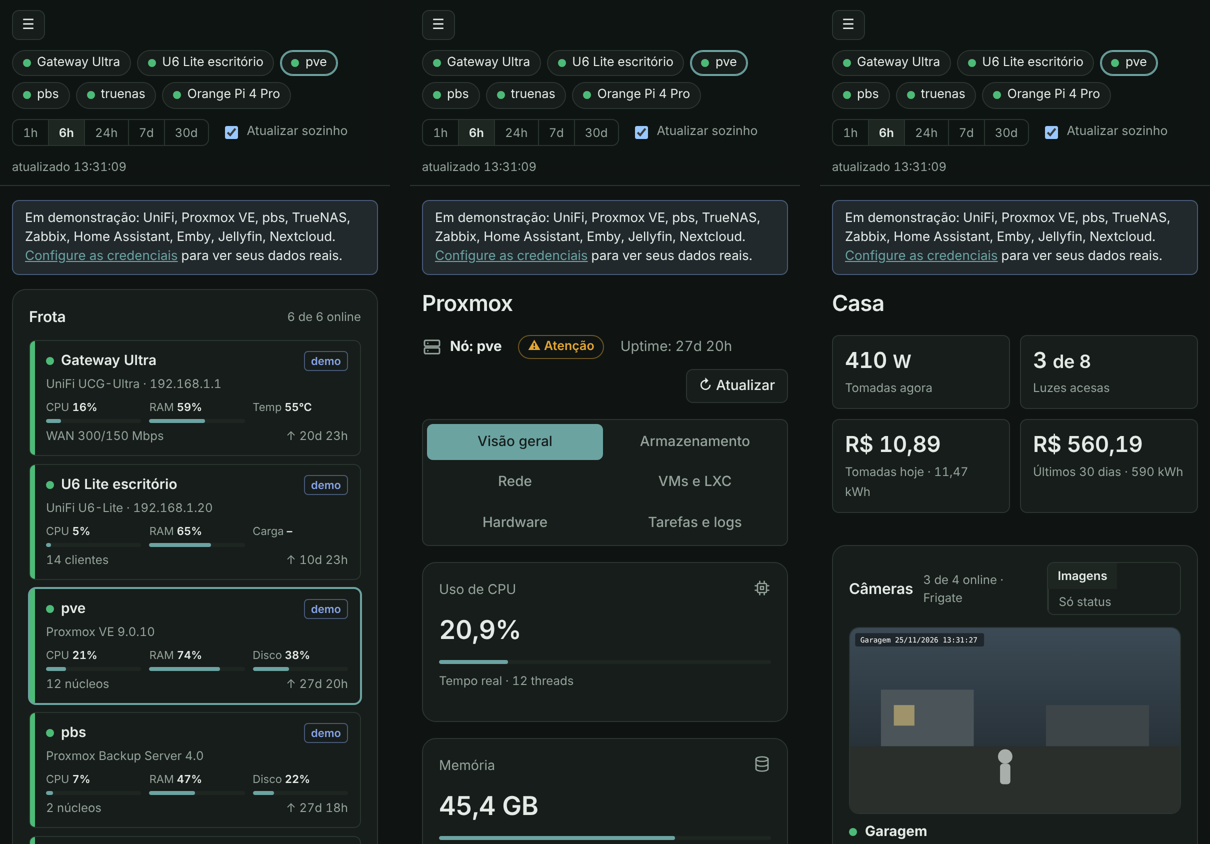 ☰
Gateway Ultra
U6 Lite escritório
pve
pbs
truenas
Orange Pi 4 Pro
1h 6h 24h 7d 30d
Atualizar sozinho
atualizado 13:31:09
Em demonstração: UniFi, Proxmox VE, pbs, TrueNAS,
Zabbix, Home Assistant, Emby, Jellyfin, Nextcloud.
Configure as credenciais para ver seus dados reais.
Frota
6 de 6 online
Gateway Ultra
demo
UniFi UCG-Ultra · 192.168.1.1
CPU 16%
RAM 59%
Temp 55°C
WAN 300/150 Mbps
↑ 20d 23h
U6 Lite escritório
demo
UniFi U6-Lite · 192.168.1.20
CPU 5%
RAM 65%
Carga –
14 clientes
↑ 10d 23h
pve
demo
Proxmox VE 9.0.10
CPU 21%
RAM 74%
Disco 38%
12 núcleos
↑ 27d 20h
pbs
demo
Proxmox Backup Server 4.0
CPU 7%
RAM 47%
Disco 22%
2 núcleos
↑ 27d 18h
☰
Gateway Ultra
U6 Lite escritório
pve
pbs
truenas
Orange Pi 4 Pro
1h 6h 24h 7d 30d
Atualizar sozinho
atualizado 13:31:09
Em demonstração: UniFi, Proxmox VE, pbs, TrueNAS,
Zabbix, Home Assistant, Emby, Jellyfin, Nextcloud.
Configure as credenciais para ver seus dados reais.
Proxmox
Nó: pve
Atenção
Uptime: 27d 20h
Atualizar
Visão geral
Armazenamento
Rede
VMs e LXC
Hardware
Tarefas e logs
Uso de CPU
20,9%
Tempo real · 12 threads
Memória
45,4 GB
☰
Gateway Ultra
U6 Lite escritório
pve
pbs
truenas
Orange Pi 4 Pro
1h 6h 24h 7d 30d
Atualizar sozinho
atualizado 13:31:09
Em demonstração: UniFi, Proxmox VE, pbs, TrueNAS,
Zabbix, Home Assistant, Emby, Jellyfin, Nextcloud.
Configure as credenciais para ver seus dados reais.
Casa
410 W
Tomadas agora
3 de 8
Luzes acesas
R$ 10,89
Tomadas hoje · 11,47
kWh
R$ 560,19
Últimos 30 dias · 590 kWh
Câmeras
3 de 4 online ·
Frigate
Imagens
Só status
Garagem 25/11/2026 13:31:27
Garagem